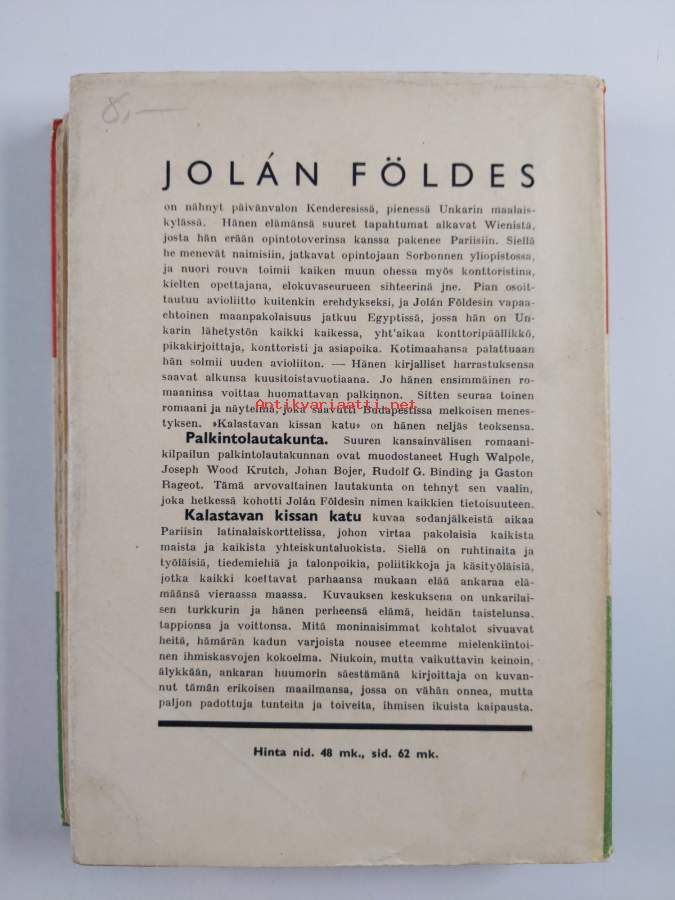 8,—
JOLÁN FÖLDES
on nähnyt päivänvalon Kenderesissä, pienessä Unkarin maalais-
kylässä. Hänen elämänsä suuret tapahtumat alkavat Wienistä,
josta hän erään opintotoverinsa kanssa pakenee Pariisiin. Siellä
he menevät naimisiin, jatkavat opintojaan Sorbonnen yliopistossa,
ja nuori rouva toimii kaiken muun ohessa myös konttoristina,
kielten opettajana, elokuvaseurueen sihteerinä jne. Pian osoit-
tautuu avioliitto kuitenkin erehdykseksi, ja Jolán Földesin vapaa-
ehtoinen maanpakolaisuus jatkuu Egyptissä, jossa hän on Un-
karin lähetystön kaikki kaikessa, yht'aikaa konttoripäällikkö,
pikakirjoittaja, konttoristi ja asiapoika. Kotimaahansa palattuaan
hän solmii uuden avioliiton. — Hänen kirjalliset harrastuksensa
saavat alkunsa kuusitoistavuotiaana. Jo hänen ensimmäinen ro-
maaninsa voittaa huomattavan palkinnon. Sitten seuraa toinen
romaani ja näytelmä, joka saavutti Budapestissa melkoisen menes-
Antikvariaatti.net
tyksen. »Kalastavan kissan katu» on hänen neljäs teoksensa.
Palkintolautakunta. Suuren kansainvälisen romaani-
kilpailun palkintolautakunnan ovat muodostaneet Hugh Walpole,
Joseph Wood Krutch, Johan Bojer, Rudolf G. Binding ja Gaston
Rageot. Tämä arvovaltainen lautakunta on tehnyt sen vaalin,
joka hetkessä kohotti Jolán Földesin nimen kaikkien tietoisuuteen.
Kalastavan kissan katu kuvaa sodanjälkeistä aikaa
Pariisin latinalaiskorttelissa, johon virtaa pakolaisia kaikista
maista ja kaikista yhteiskuntaluokista. Siellä on ruhtinaita ja
työläisiä, tiedemiehiä ja talonpoikia, poliitikkoja ja käsityöläisiä,
jotka kaikki koettavat parhaansa mukaan elää ankaraa elä-
määnsä vieraassa maassa. Kuvauksen keskuksena on unkarilai-
sen turkkurin ja hänen perheensä elämä, heidän taistelunsa.
tappionsa ja voittonsa. Mitä moninaisimmat kohtalot sivuavat
heitä, hämärän kadun varjoista nousee eteemme mielenkiintoi-
nen ihmiskasvojen kokoelma. Niukoin, mutta vaikuttavin keinoin,
älykkään, ankaran huumorin säestämänä kirjoittaja on kuvan-
nut tämän erikoisen maailmansa, jossa on vähän onnea, mutta
paljon padottuja tunteita ja toiveita, ihmisen ikuista kaipausta.
Hinta nid. 48 mk., sid. 62 mk.